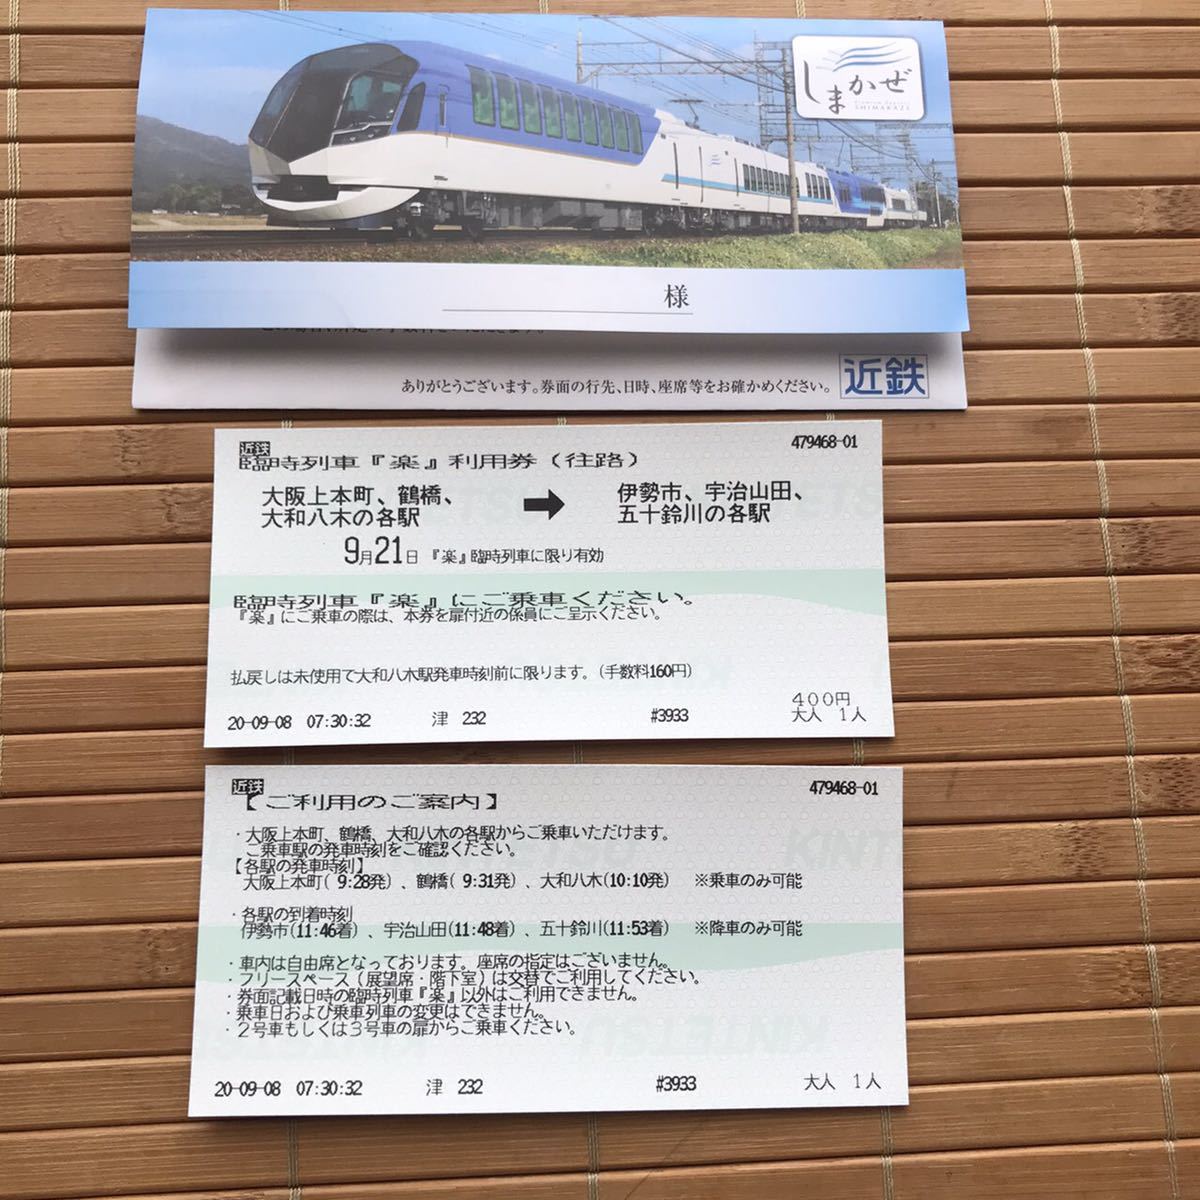 しまかぜ
Premium Express
SHIMAKAZE
様
ありがとうございます。券面の行先、日時、座席等をお確かめください。
近鉄
近鉄
479468-01
臨時列車『楽』利用券（往路）
大阪上本町、鶴橋、
大和八木の各駅
➡
伊勢市、宇治山田、
五十鈴川の各駅
9月21日 『楽』臨時列車に限り有効
臨時列車『楽』にご乗車ください。
『楽』にご乗車の際は、本券を扉付近の係員にご呈示ください。
払戻しは未使用で大和八木駅発車時刻前に限ります。（手数料160円）
400円
20-09-08 07:30:32 津 232 #3933 大人 1人
近鉄
479468-01
【ご利用のご案内】
・大阪上本町、鶴橋、大和八木の各駅からご乗車いただけます。
ご乗車駅の発車時刻をご確認ください。
【各駅の発車時刻】
大阪上本町( 9:28発)、鶴橋( 9:31発)、大和八木(10:10発) ※乗車のみ可能
・各駅の到着時刻
伊勢市(11:46着)、宇治山田(11:48着)、五十鈴川(11:53着) ※降車のみ可能
・車内は自由席となっております。座席の指定はございません。
・フリースペース（展望席・階下室）は交替でご利用してください。
・券面記載日時の臨時列車『楽』以外はご利用できません。
・乗車日および乗車列車の変更はできません。
・２号車もしくは３号車の扉からご乗車ください。
20-09-08 07:30:32 津 232 #3933 大人 1人